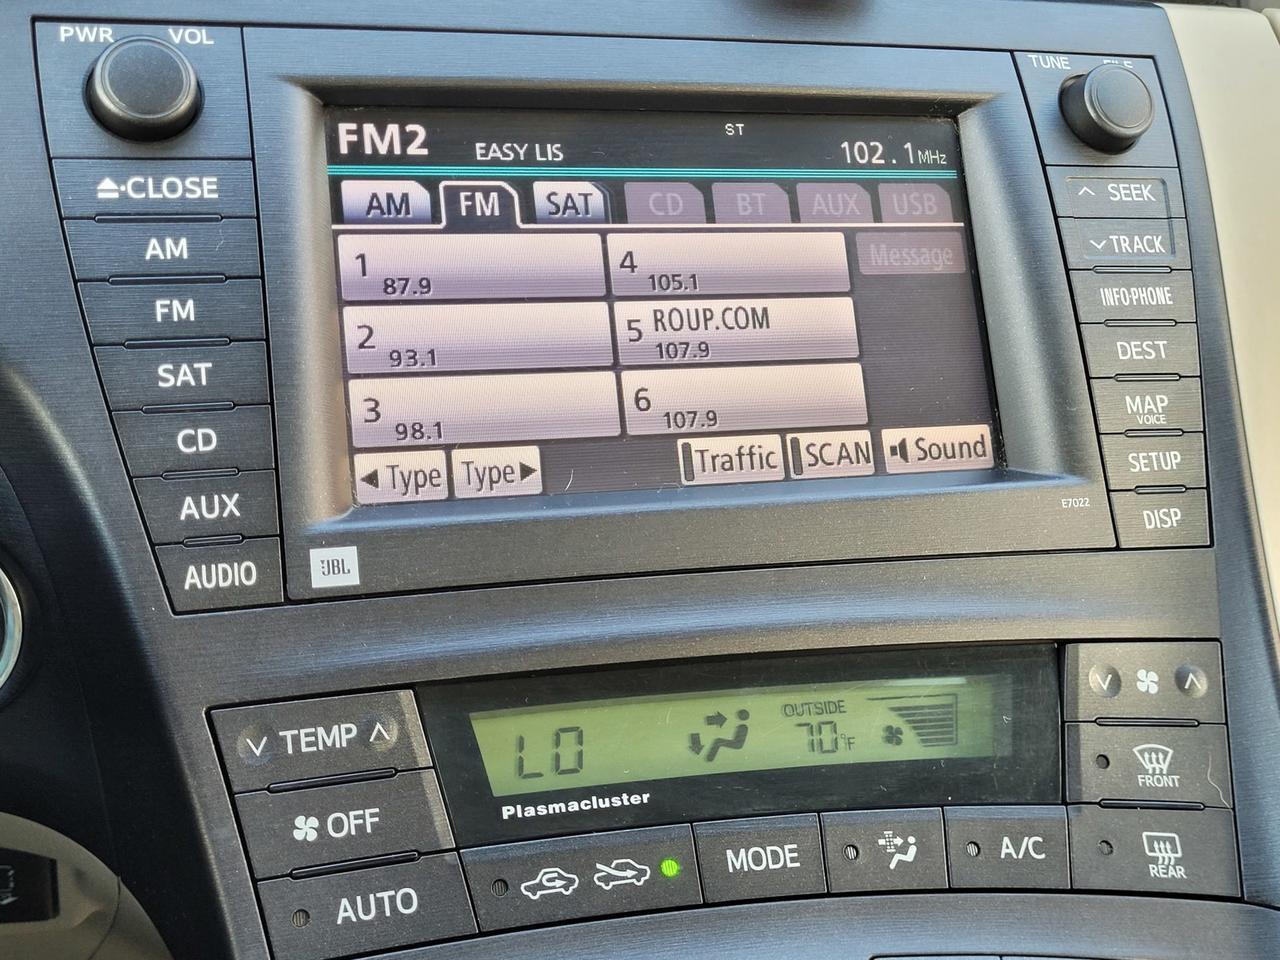 PWR VOL
TUNE FILE
FM2 EASY LIS ST 102.1 MHz
AM FM SAT CD BT AUX USB
1 87.9
2 93.1
3 98.1
4 105.1
5 ROUP.COM 107.9
6 107.9
Message
◀ Type Type ▶ Traffic SCAN Sound
⏏·CLOSE
AM
FM
SAT
CD
AUX
AUDIO
∧ SEEK
∨ TRACK
INFO·PHONE
DEST
MAP
VOICE
SETUP
DISP
E7022
JBL
∨ TEMP ∧
OFF
AUTO
LO
OUTSIDE
70°F
Plasmacluster
MODE
A/C
FRONT
REAR